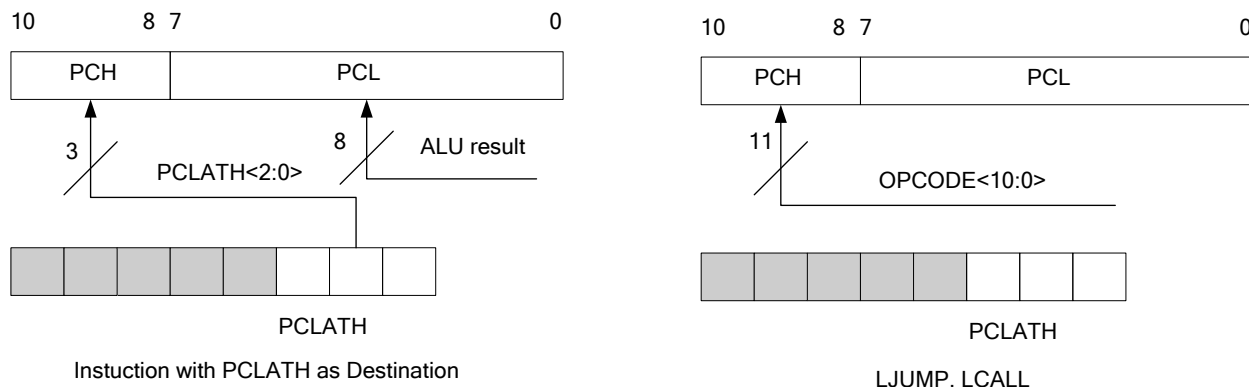 10 8 7 0
PCH PCL
3
8
ALU result
PCLATH<2:0>
PCLATH
Instuction with PCLATH as Destination
10 8 7 0
PCH PCL
11
OPCODE<10:0>
PCLATH
LJUMP, LCALL